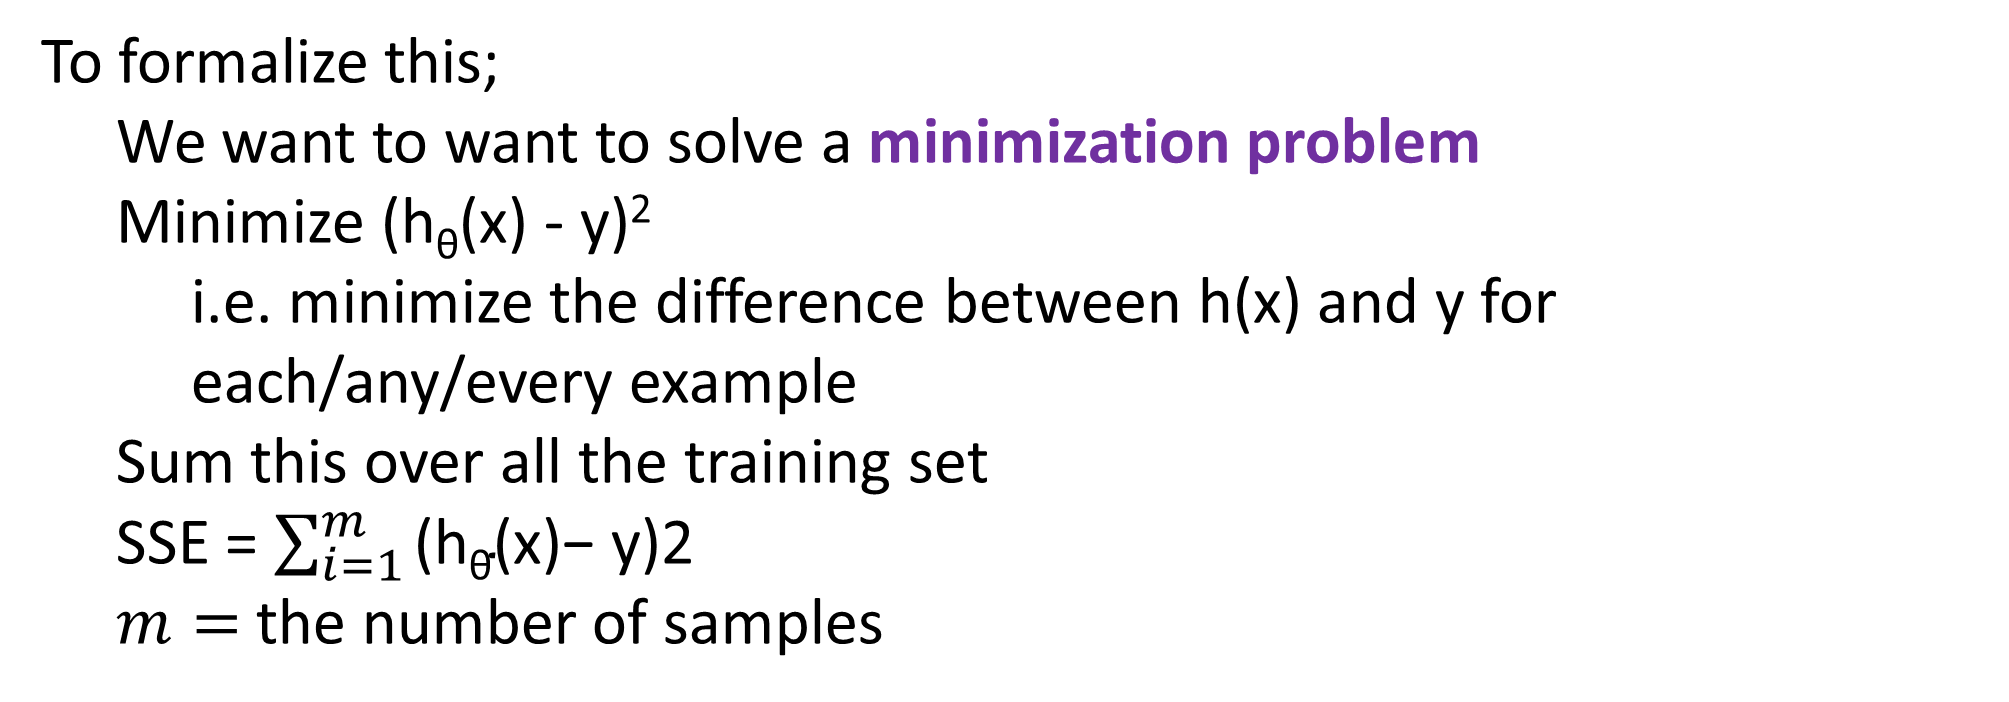 To formalize this;
We want to want to solve a minimization problem
Minimize (hθ(x) - y)²
i.e. minimize the difference between h(x) and y for
each/any/every example
Sum this over all the training set
SSE = ∑ᵢ₌₁ᵐ (hθ(x)− y)2
𝑚 = the number of samples